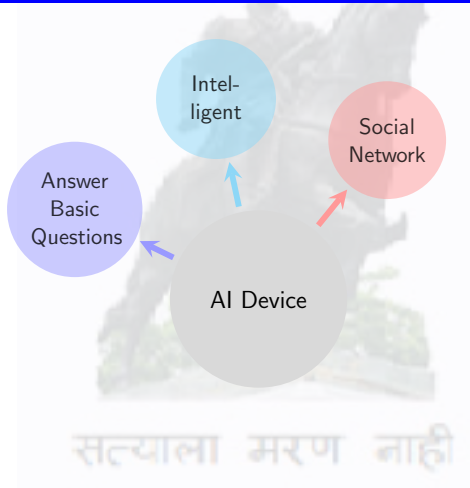 Intel-
ligent
Social
Network
Answer
Basic
Questions
AI Device
सत्याला मरण नाही